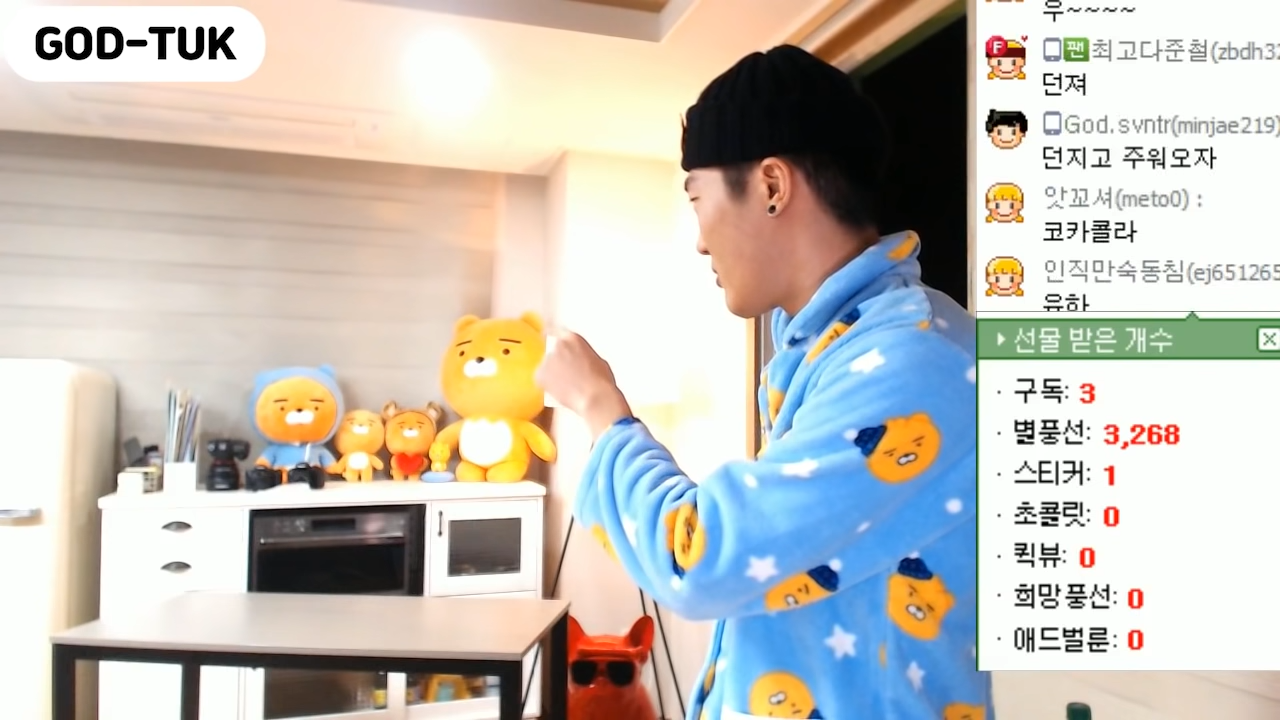 GOD-TUK
우~~~~
F 팬 최고다준철(zbdh32
던져
God.svntr(minjae219)
던지고 주워오자
앗꼬셔(meto0) :
코카콜라
인직만숙동침(ej651265
유하
선물 받은 개수
· 구독: 3
· 별풍선: 3,268
· 스티커: 1
· 초콜릿: 0
· 퀵뷰: 0
· 희망풍선: 0
· 애드벌룬: 0